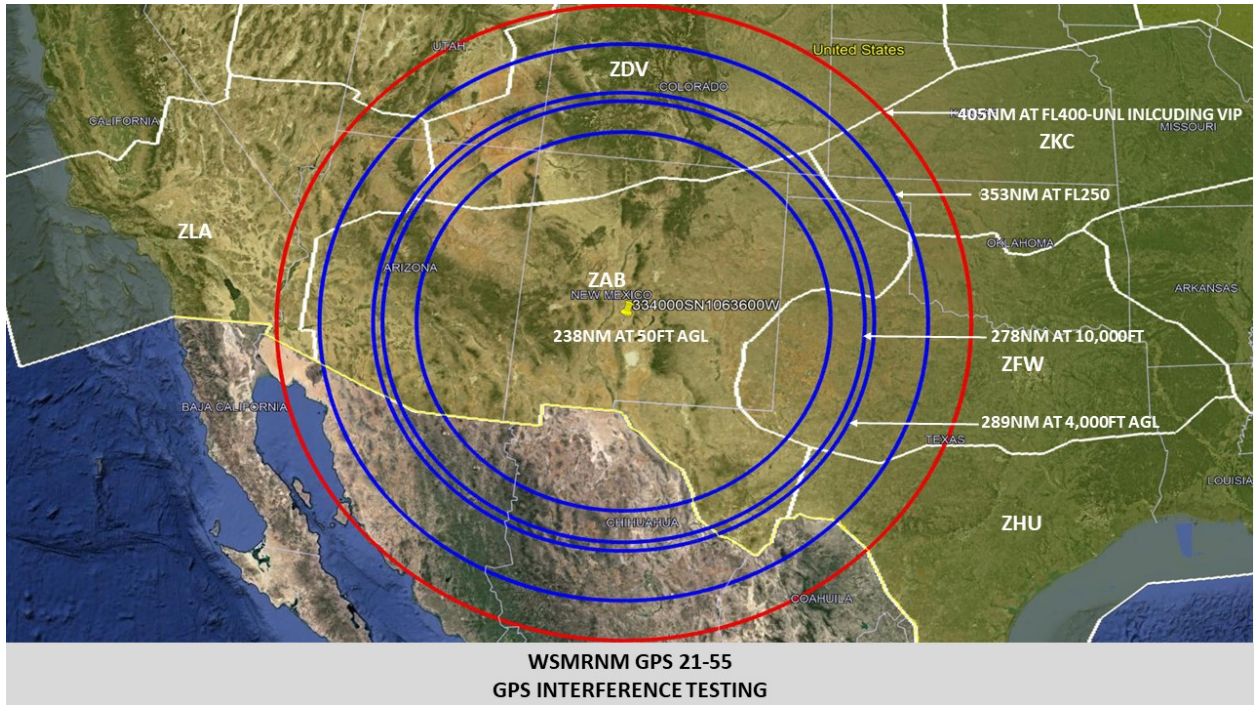 UTAH
ZDV
United States
COLORADO
405NM AT FL400-UNL INLCUDING VIP
CALIFORNIA
MISSOURI
ZKC
353NM AT FL250
ZLA
OKLAHOMA
ARIZONA
ZAB
NEW MEXICO
ARKANSAS
334000SN1063600W
238NM AT 50FT AGL
278NM AT 10,000FT
ZFW
BAJA CALIFORNIA
289NM AT 4,000FT AGL
TEXAS
LOUISIA
CHIHUAHUA
ZHU
COAHUILA
WSMRNM GPS 21-55
GPS INTERFERENCE TESTING